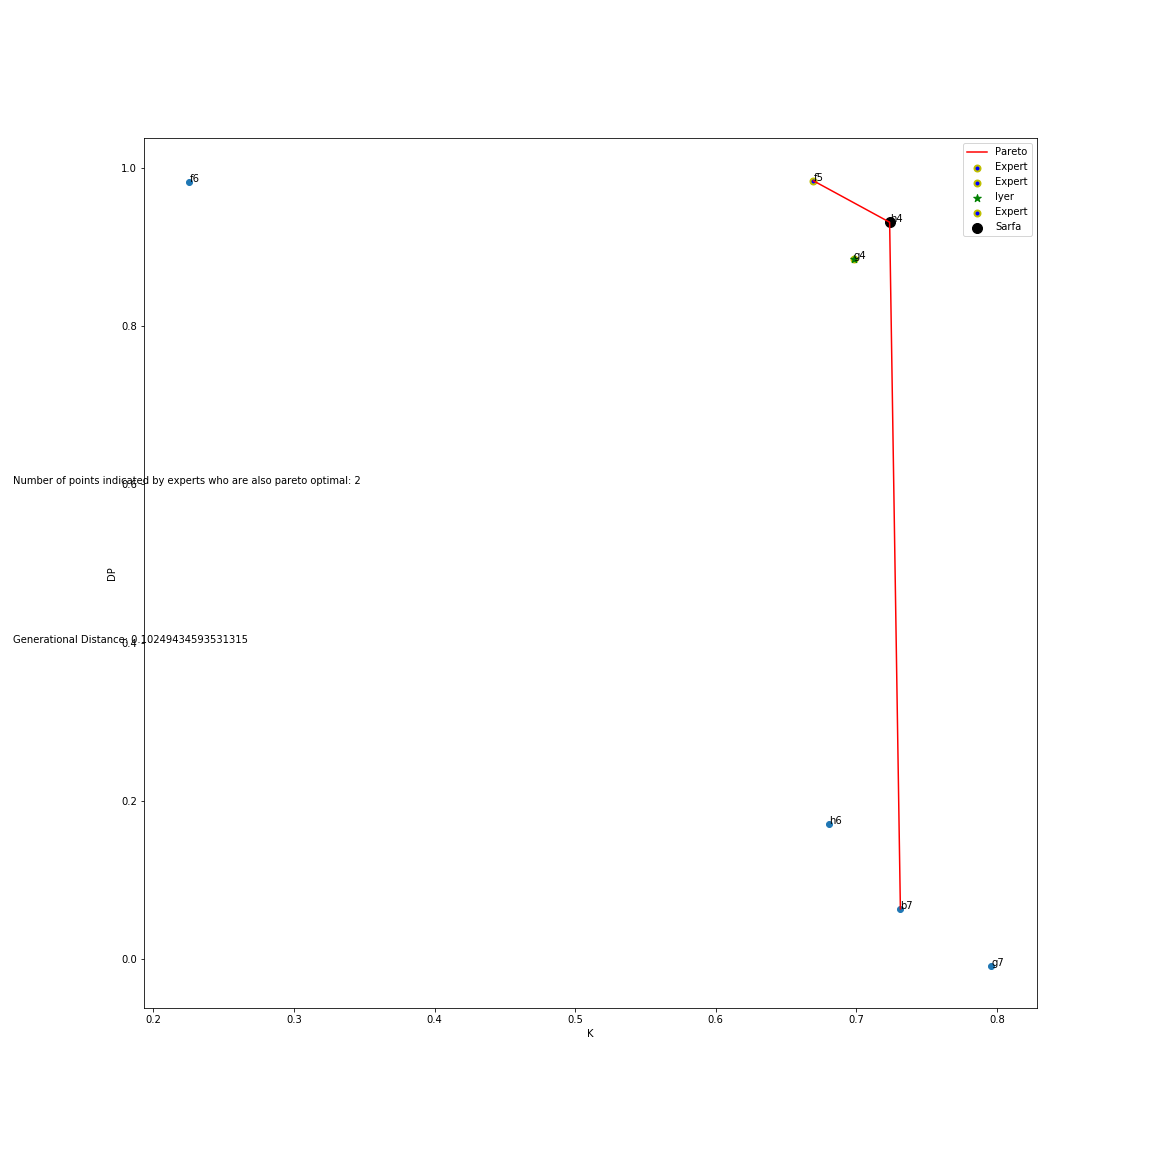 Pareto
Expert
Expert
Iyer
Expert
Sarfa
1.0
f6
f5
h4
g4
0.8
Number of points indicated by experts who are also pareto optimal: 2
0.6
DP
Generational Distance: 0.10249434593531315
0.4
h6
0.2
b7
g7
0.0
0.2 0.3 0.4 0.5 0.6 0.7 0.8
K